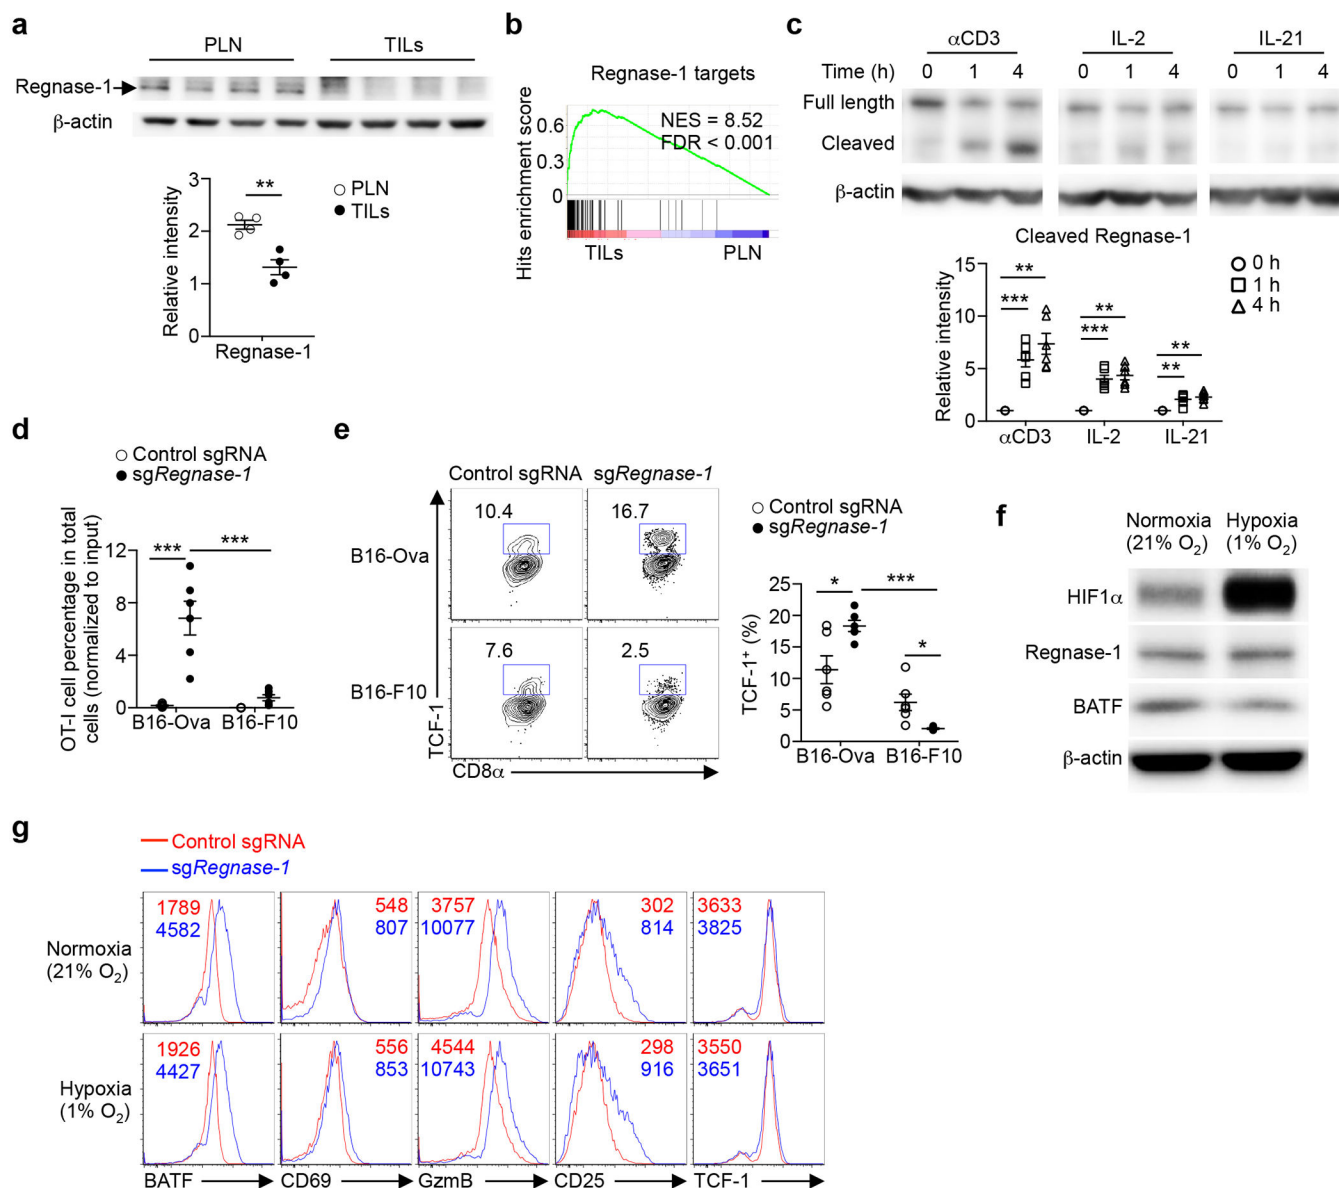 a
PLN
TILs
Regnase-1
β-actin
Relative intensity
3
2
1
0
**
PLN
TILs
Regnase-1
b
Regnase-1 targets
Hits enrichment score
0.6
0.3
0
NES = 8.52
FDR < 0.001
TILs
PLN
c
αCD3
IL-2
IL-21
Time (h)
0 1 4 0 1 4 0 1 4
Full length
Cleaved
β-actin
Cleaved Regnase-1
Relative intensity
15
10
5
0
**
***
**
***
**
**
0 h
1 h
4 h
αCD3
IL-2
IL-21
d
Control sgRNA
sgRegnase-1
OT-I cell percentage in total
cells (normalized to input)
12
8
4
0
***
***
B16-Ova
B16-F10
e
Control sgRNA
sgRegnase-1
B16-Ova
10.4
16.7
B16-F10
7.6
2.5
TCF-1
CD8α
Control sgRNA
sgRegnase-1
TCF-1+ (%)
25
20
15
10
5
0
*
***
*
B16-Ova
B16-F10
f
Normoxia
(21% O2)
Hypoxia
(1% O2)
HIF1α
Regnase-1
BATF
β-actin
g
Control sgRNA
sgRegnase-1
Normoxia
(21% O2)
1789
4582
548
807
3757
10077
302
814
3633
3825
Hypoxia
(1% O2)
1926
4427
556
853
4544
10743
298
916
3550
3651
BATF
CD69
GzmB
CD25
TCF-1